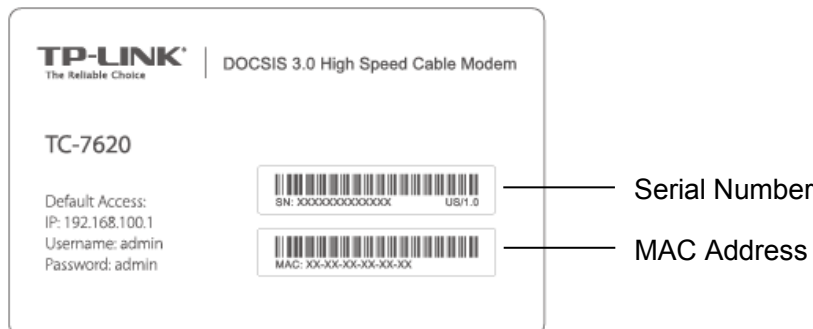 TP-LINK®
The Reliable Choice
DOCSIS 3.0 High Speed Cable Modem
TC-7620
Default Access:
IP: 192.168.100.1
Username: admin
Password: admin
SN: XXXXXXXXXXXXX US/1.0
Serial Number
MAC: XX-XX-XX-XX-XX-XX
MAC Address